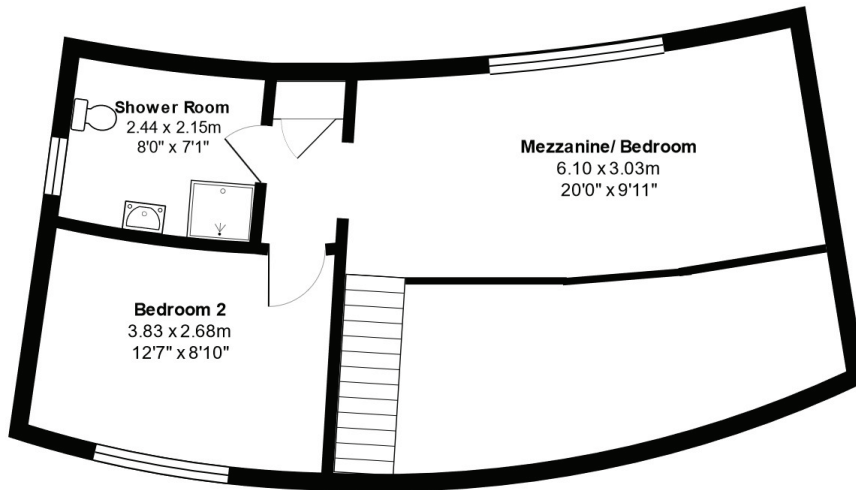 Shower Room
2.44 x 2.15m
8'0" x 7'1"
Mezzanine/ Bedroom
6.10 x 3.03m
20'0" x 9'11"
Bedroom 2
3.83 x 2.68m
12'7" x 8'10"